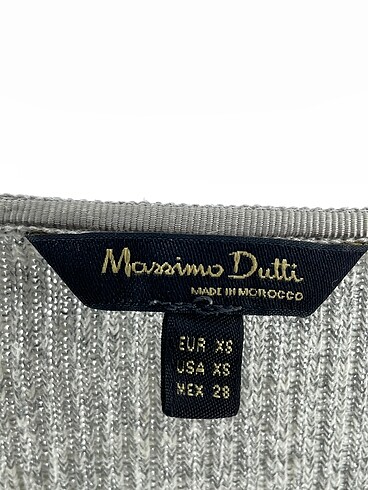 Massimo Dutti
MADE IN MOROCCO
EUR XS
USA XS
MEX 28